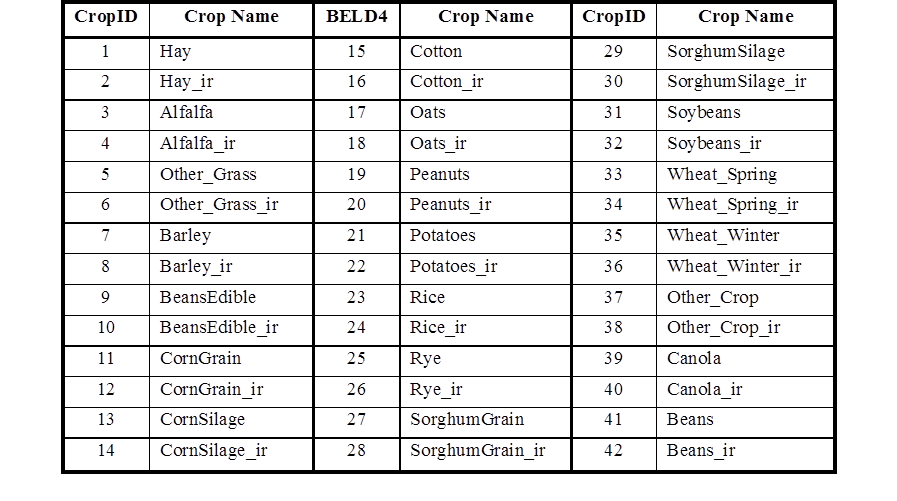 CropID Crop Name BELD4 Crop Name CropID Crop Name
1 Hay 15 Cotton 29 SorghumSilage
2 Hay_ir 16 Cotton_ir 30 SorghumSilage_ir
3 Alfalfa 17 Oats 31 Soybeans
4 Alfalfa_ir 18 Oats_ir 32 Soybeans_ir
5 Other_Grass 19 Peanuts 33 Wheat_Spring
6 Other_Grass_ir 20 Peanuts_ir 34 Wheat_Spring_ir
7 Barley 21 Potatoes 35 Wheat_Winter
8 Barley_ir 22 Potatoes_ir 36 Wheat_Winter_ir
9 BeansEdible 23 Rice 37 Other_Crop
10 BeansEdible_ir 24 Rice_ir 38 Other_Crop_ir
11 CornGrain 25 Rye 39 Canola
12 CornGrain_ir 26 Rye_ir 40 Canola_ir
13 CornSilage 27 SorghumGrain 41 Beans
14 CornSilage_ir 28 SorghumGrain_ir 42 Beans_ir